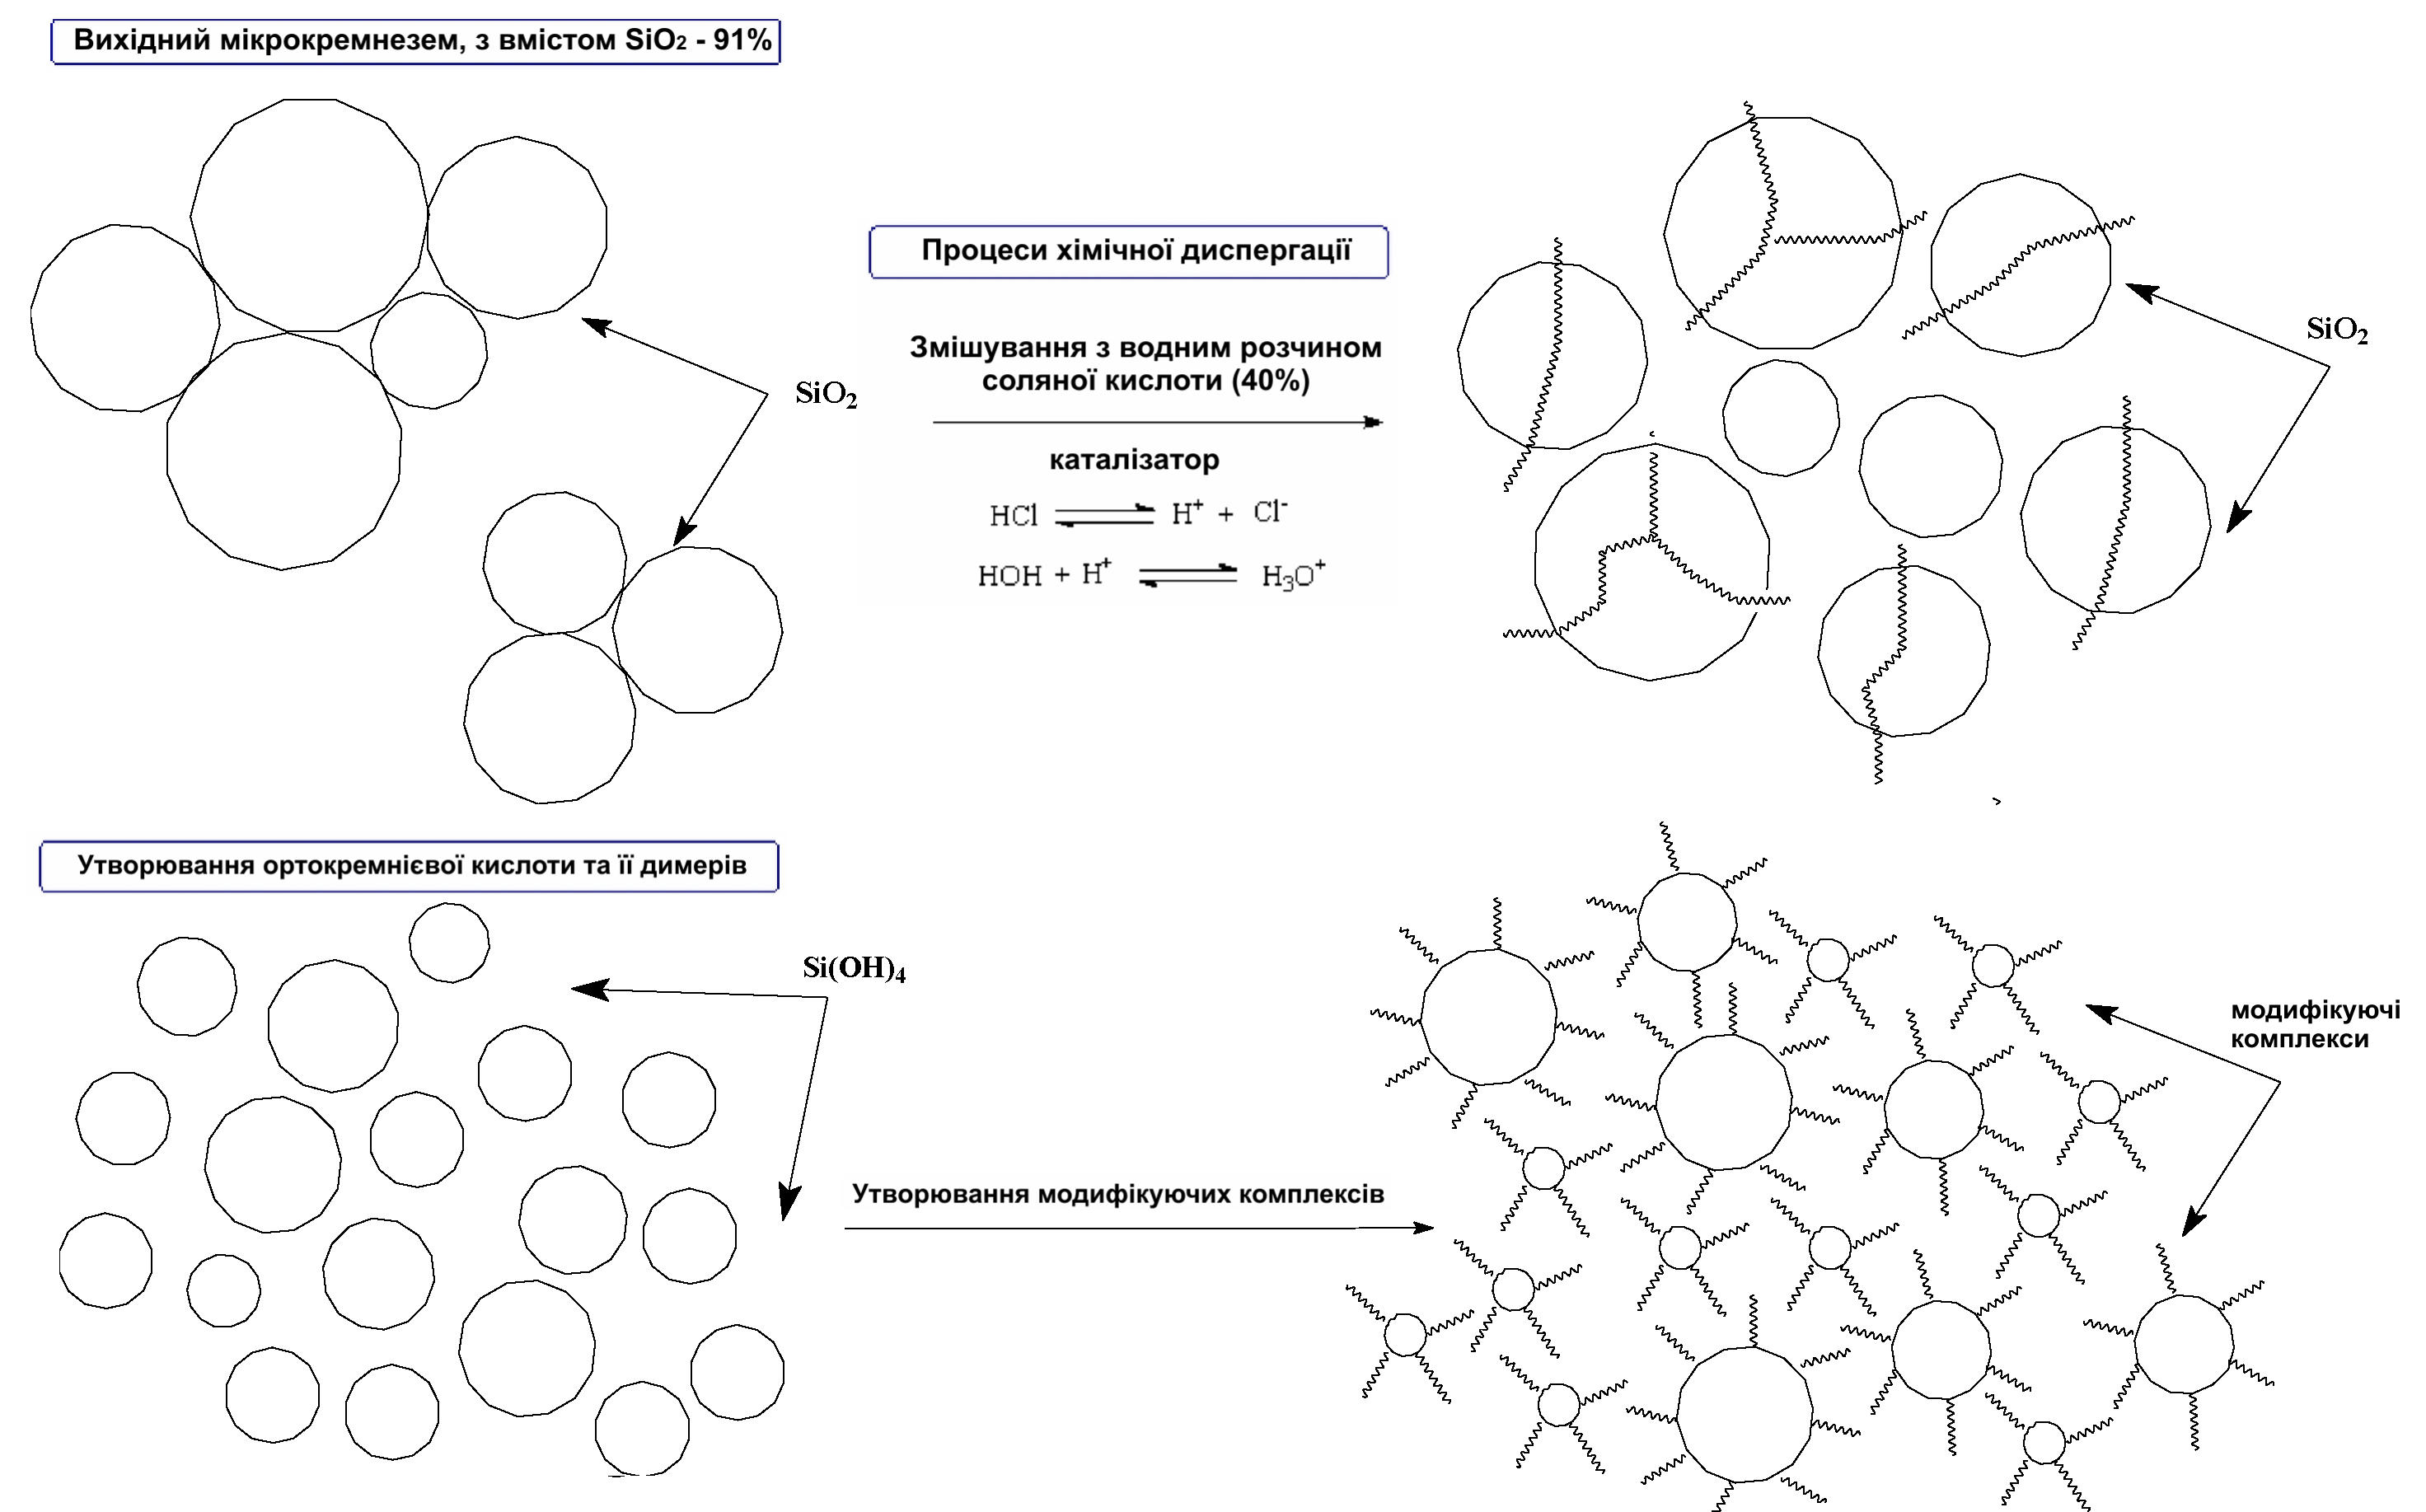 Вихідний мікрокремнезем, з вмістом SiO₂ - 91%
SiO₂
Процеси хімічної диспергації
Змішування з водним розчином
соляної кислоти (40%)
каталізатор
HCl ⇌ H⁺ + Cl⁻
HOH + H⁺ ⇌ H₃O⁺
SiO₂
Утворювання ортокремнієвої кислоти та її димерів
Si(OH)₄
Утворювання модифікуючих комплексів
модифікуючі
комплекси